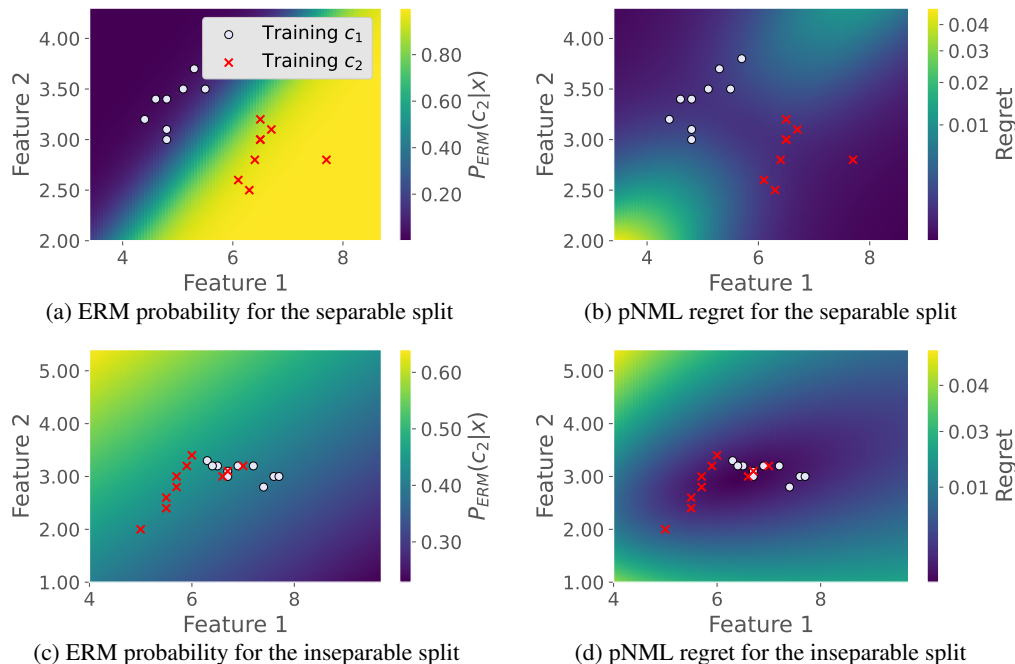 4.00
3.50
3.00
2.50
2.00
Feature 2
4
6
8
Feature 1
Training c₁
Training c₂
0.80
0.60
0.40
0.20
P_ERM(c₂|x)
(a) ERM probability for the separable split
4.00
3.50
3.00
2.50
2.00
Feature 2
4
6
8
Feature 1
0.04
0.03
0.02
0.01
Regret
(b) pNML regret for the separable split
5.00
4.00
3.00
2.00
1.00
Feature 2
4
6
8
Feature 1
0.60
0.50
0.40
0.30
P_ERM(c₂|x)
(c) ERM probability for the inseparable split
5.00
4.00
3.00
2.00
1.00
Feature 2
4
6
8
Feature 1
0.04
0.03
0.01
Regret
(d) pNML regret for the inseparable split